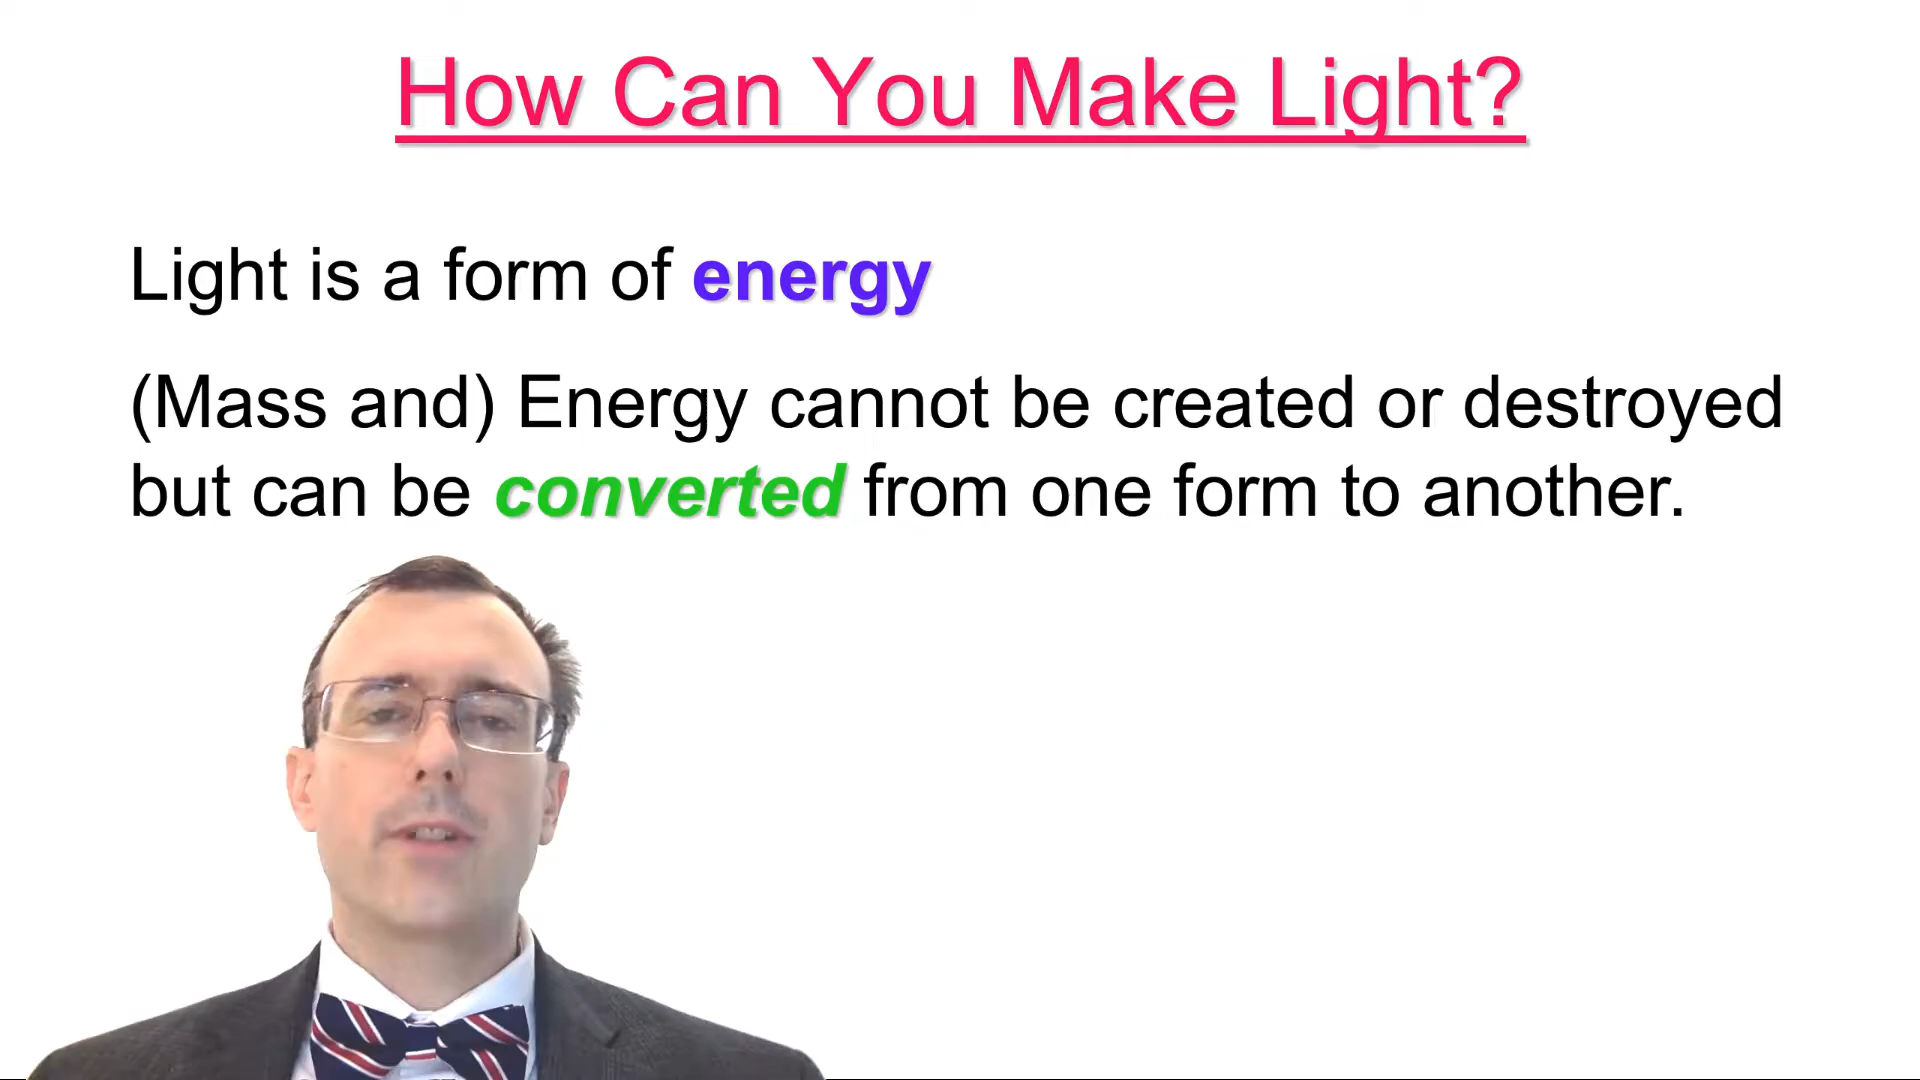 How Can You Make Light?
Light is a form of energy
(Mass and) Energy cannot be created or destroyed
but can be converted from one form to another.